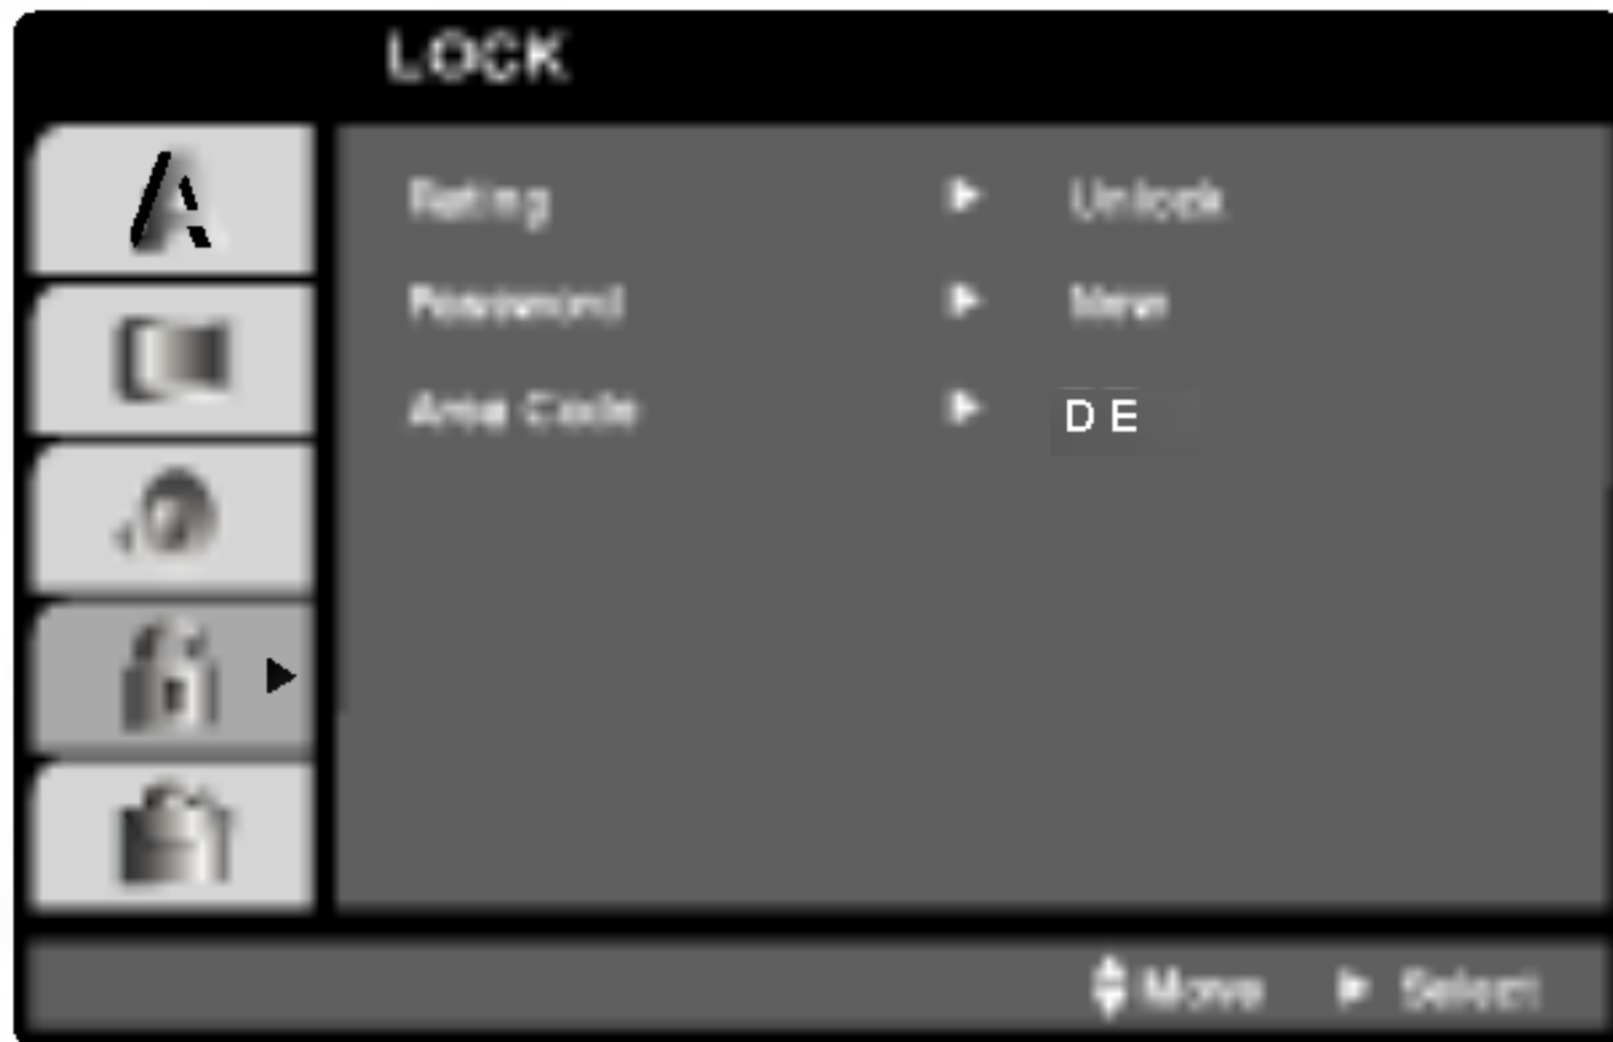 LOCK
A
Rating ▶ Unlock
Password ▶ New
Area Code ▶ D E
Move ▶ Select